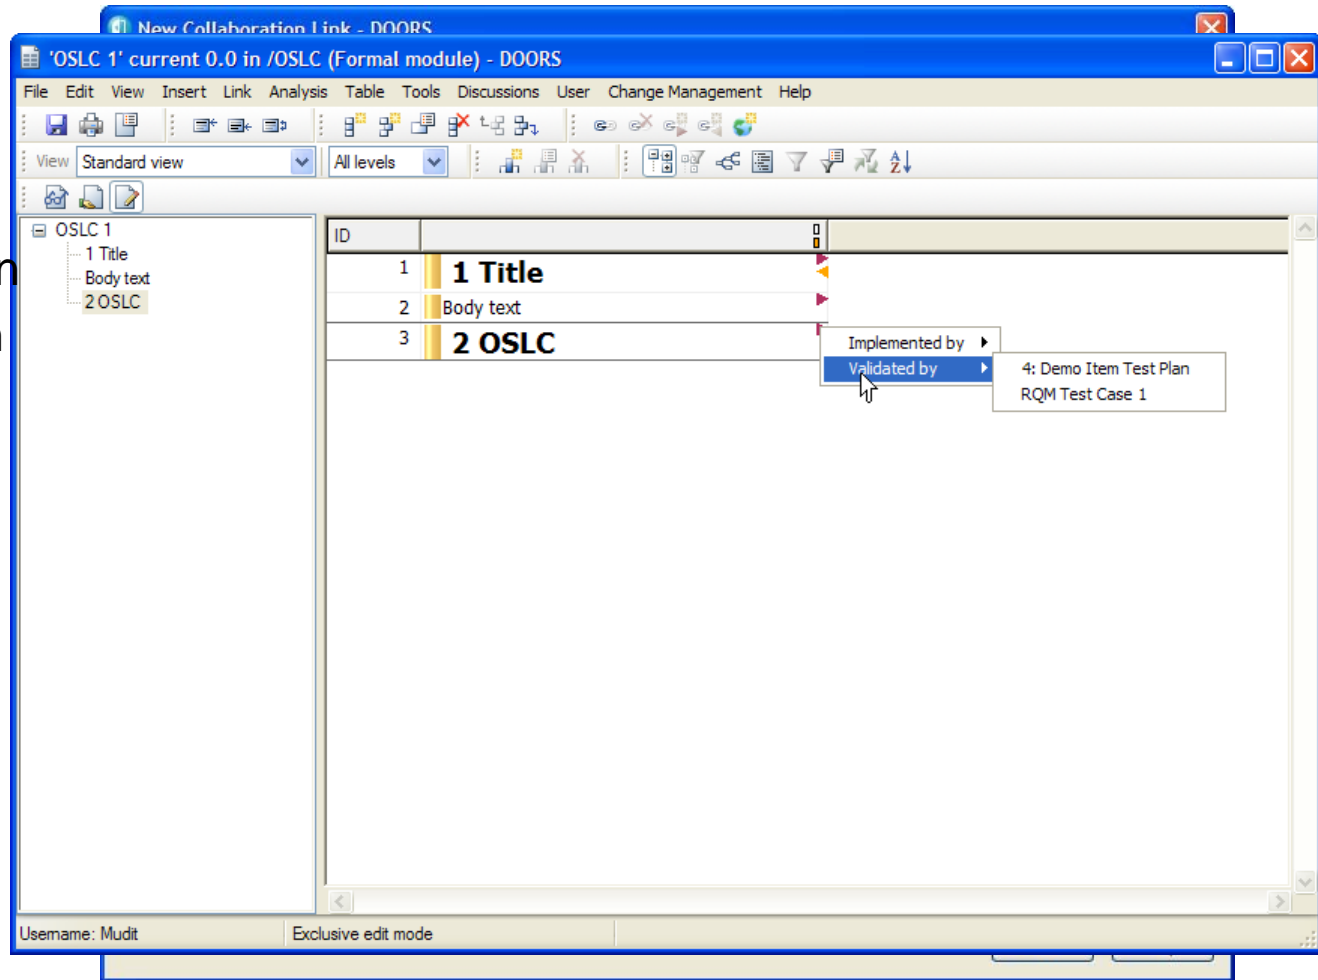 New Collaboration Link - DOORS
'OSLC 1' current 0.0 in /OSLC (Formal module) - DOORS
File Edit View Insert Link Analysis Table Tools Discussions User Change Management Help
View Standard view All levels
OSLC 1
1 Title
Body text
2 OSLC
ID
1 1 Title
2 Body text
3 2 OSLC
Implemented by
Validated by
4: Demo Item Test Plan
RQM Test Case 1
n
Username: Mudit Exclusive edit mode